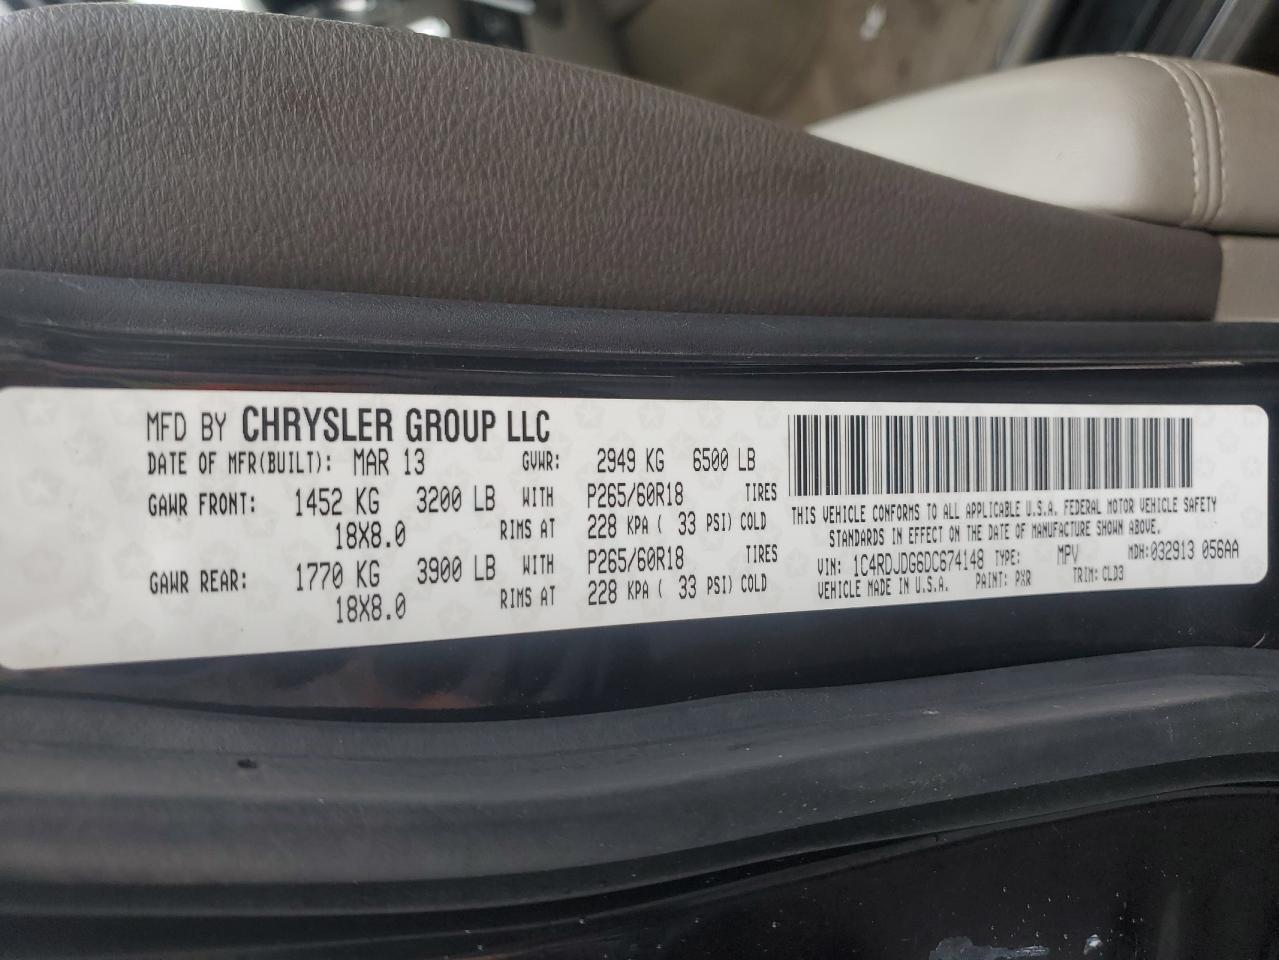 MFD BY CHRYSLER GROUP LLC
DATE OF MFR(BUILT): MAR 13 GVWR: 2949 KG 6500 LB
GAWR FRONT: 1452 KG 3200 LB WITH P265/60R18 TIRES
18X8.0 RIMS AT 228 KPA ( 33 PSI) COLD
GAWR REAR: 1770 KG 3900 LB WITH P265/60R18 TIRES
18X8.0 RIMS AT 228 KPA ( 33 PSI) COLD
THIS VEHICLE CONFORMS TO ALL APPLICABLE U.S.A. FEDERAL MOTOR VEHICLE SAFETY
STANDARDS IN EFFECT ON THE DATE OF MANUFACTURE SHOWN ABOVE.
VIN: 1C4RDJDG6DC674148 TYPE: MPV MDH:032913 056AA
VEHICLE MADE IN U.S.A. PAINT: PXR TRIM: CLD3